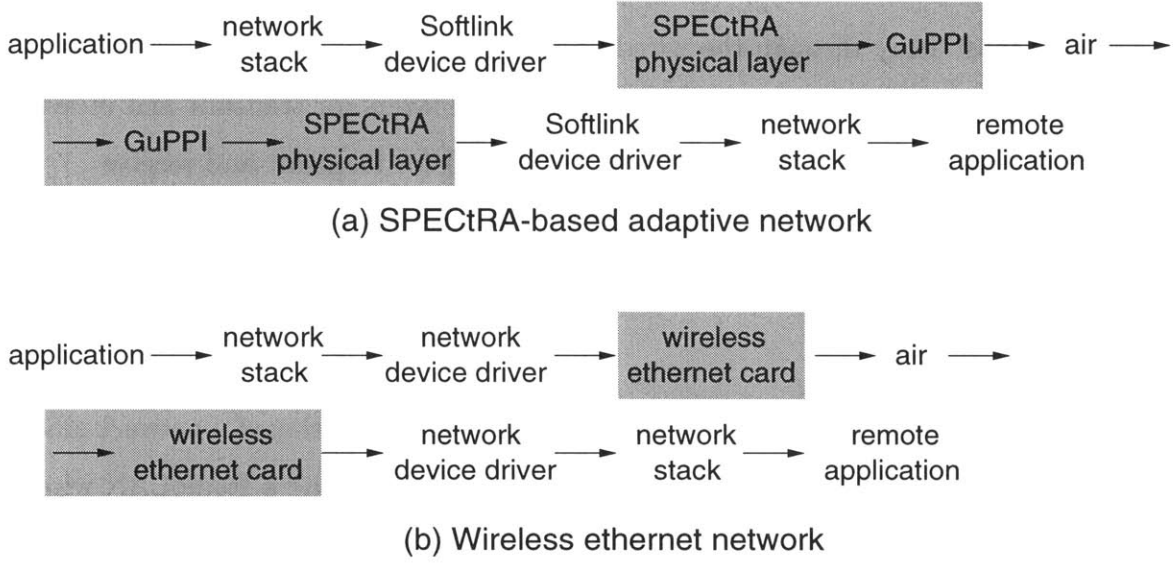 application → network stack → Softlink device driver → SPECtRA physical layer → GuPPI → air →
→ GuPPI → SPECtRA physical layer → Softlink device driver → network stack → remote application
(a) SPECtRA-based adaptive network
application → network stack → network device driver → wireless ethernet card → air →
→ wireless ethernet card → network device driver → network stack → remote application
(b) Wireless ethernet network